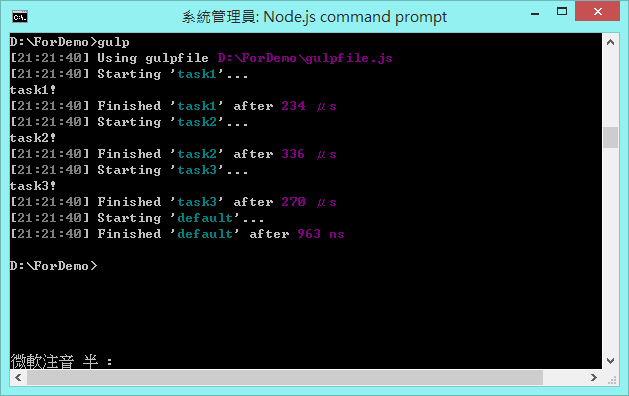 系統管理員: Node.js command prompt
D:\ForDemo>gulp
[21:21:40] Using gulpfile D:\ForDemo\gulpfile.js
[21:21:40] Starting 'task1'...
task1!
[21:21:40] Finished 'task1' after 234 μs
[21:21:40] Starting 'task2'...
task2!
[21:21:40] Finished 'task2' after 336 μs
[21:21:40] Starting 'task3'...
task3!
[21:21:40] Finished 'task3' after 270 μs
[21:21:40] Starting 'default'...
[21:21:40] Finished 'default' after 963 ns
D:\ForDemo>
微軟注音 半 :